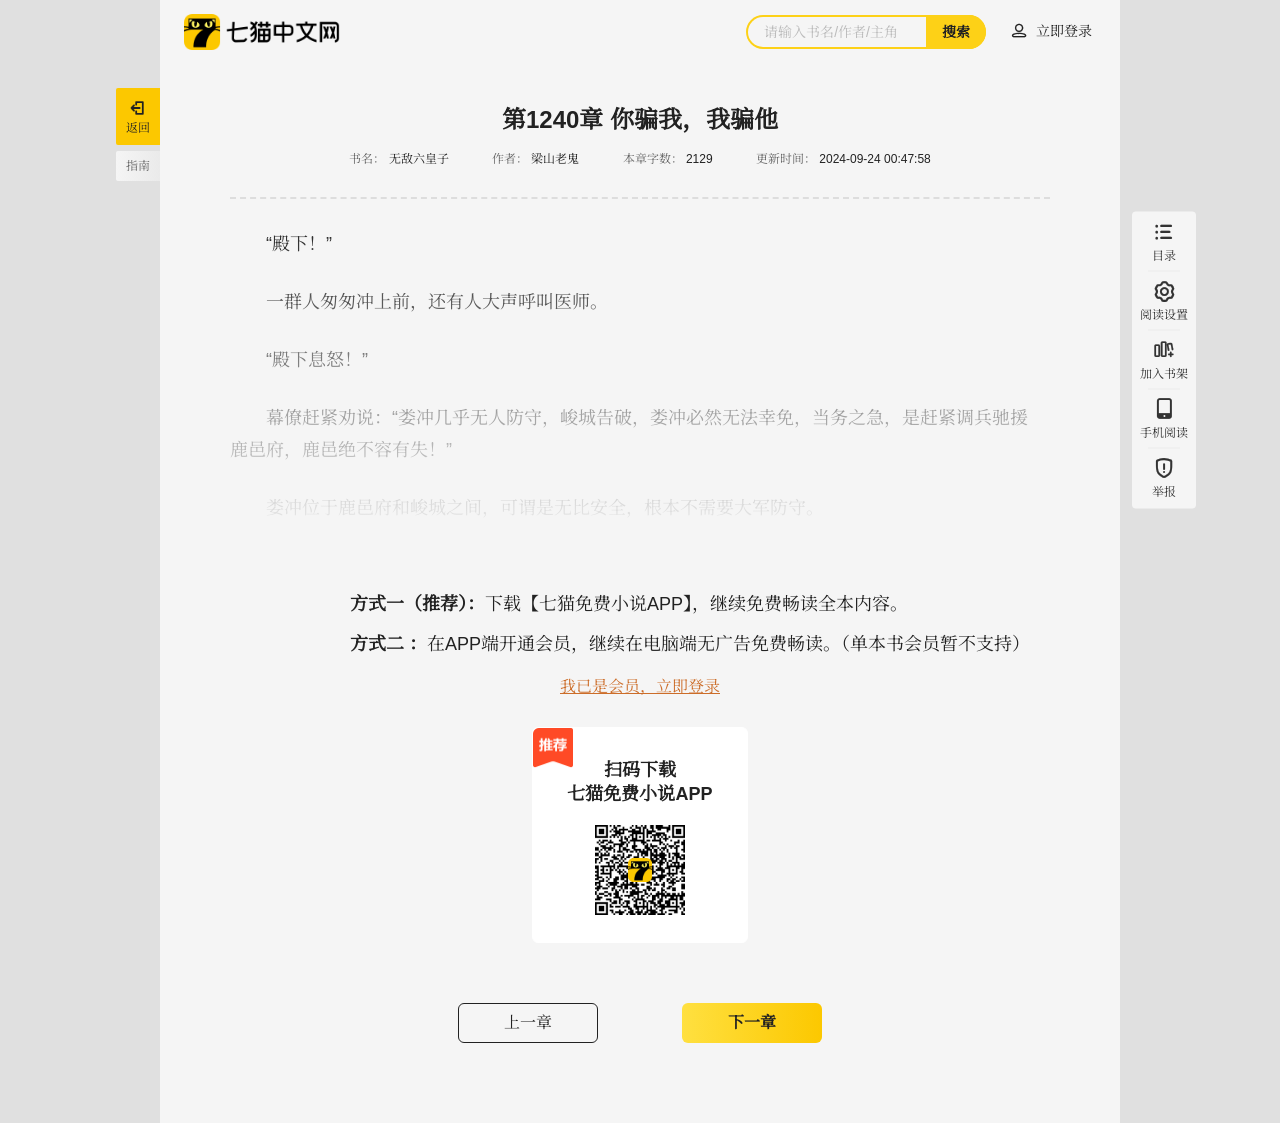 七猫中文网
请输入书名/作者/主角
搜索
立即登录
返回
指南
第1240章 你骗我，我骗他
书名： 无敌六皇子 作者： 梁山老鬼 本章字数： 2129 更新时间： 2024-09-24 00:47:58
“殿下！”
一群人匆匆冲上前，还有人大声呼叫医师。
“殿下息怒！”
幕僚赶紧劝说：“娄冲几乎无人防守，峻城告破，娄冲必然无法幸免，当务之急，是赶紧调兵驰援
鹿邑府，鹿邑绝不容有失！”
娄冲位于鹿邑府和峻城之间，可谓是无比安全，根本不需要大军防守。
目录
阅读设置
加入书架
手机阅读
举报
方式一（推荐）：下载【七猫免费小说APP】，继续免费畅读全本内容。
方式二 ：在APP端开通会员，继续在电脑端无广告免费畅读。（单本书会员暂不支持）
我已是会员，立即登录
推荐
扫码下载
七猫免费小说APP
上一章
下一章